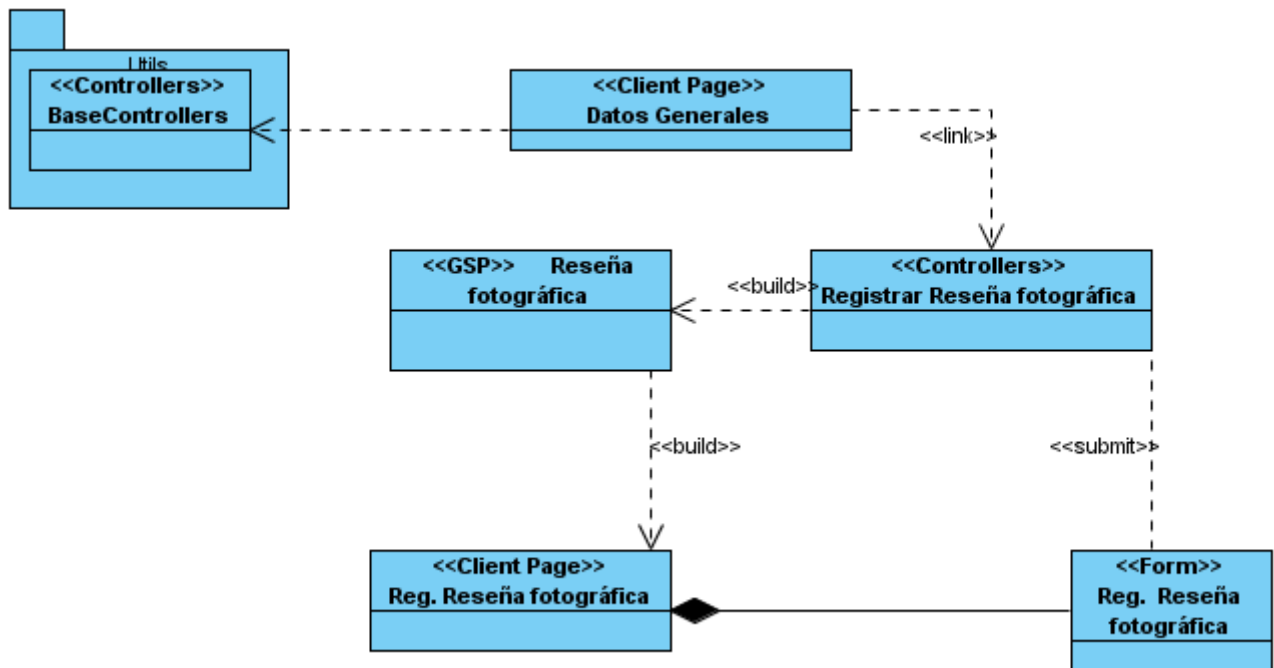 Utils
<<Controllers>>
BaseControllers
<<Client Page>>
Datos Generales
<<link>>
<<GSP>> Reseña
fotográfica
<<build>>
<<Controllers>>
Registrar Reseña fotográfica
<<build>>
<<submit>>
<<Client Page>>
Reg. Reseña fotográfica
<<Form>>
Reg. Reseña
fotográfica